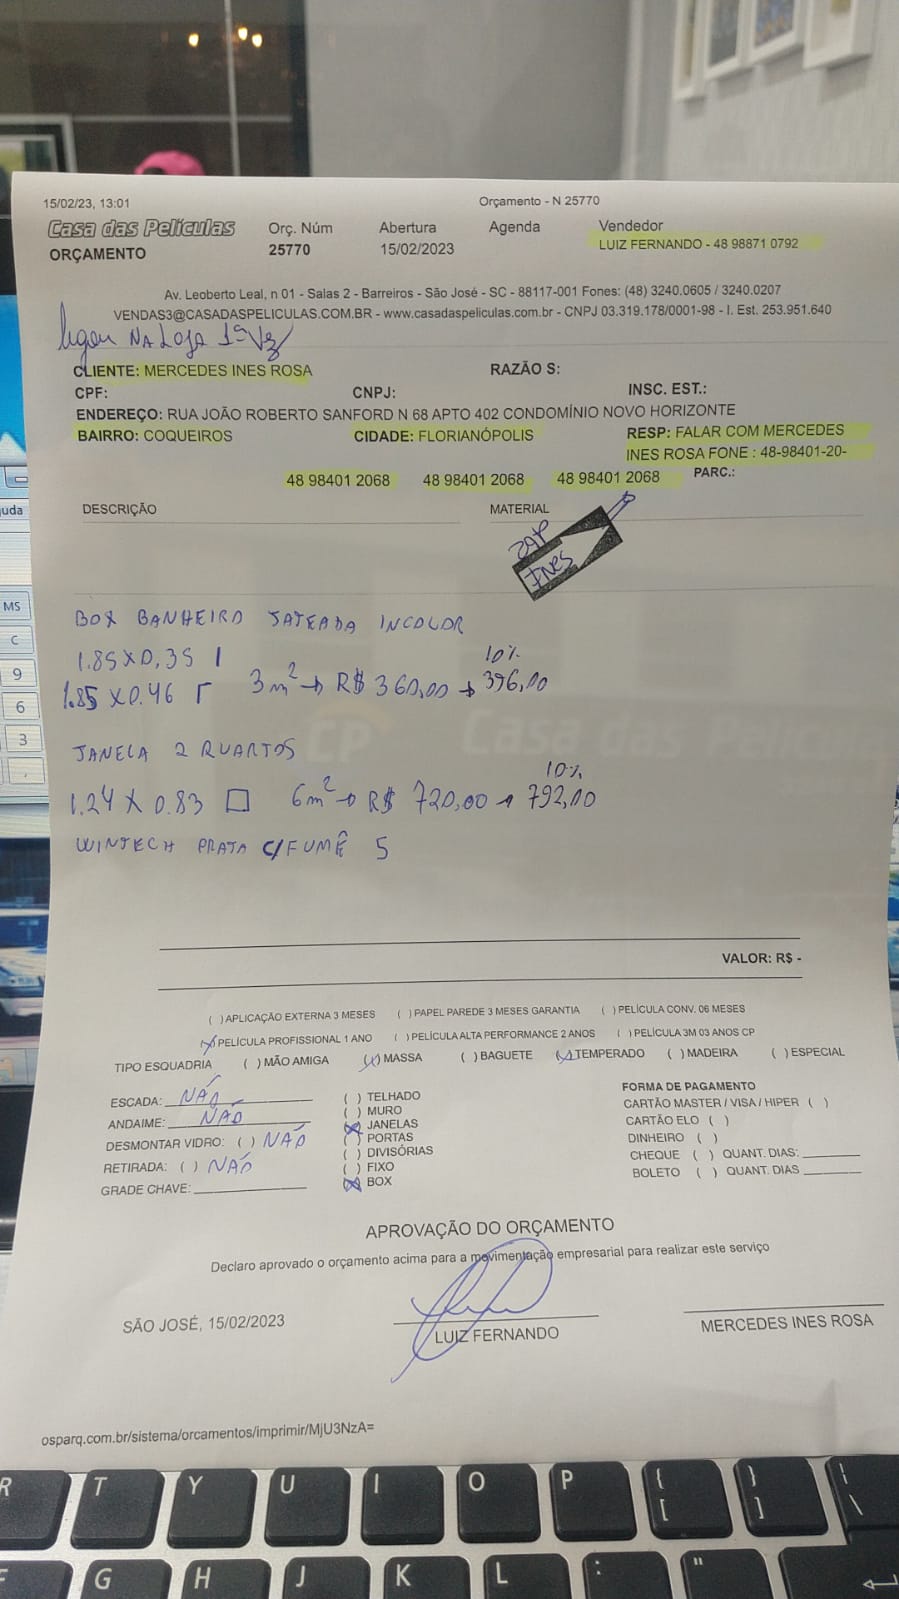 15/02/23, 13:01 Orçamento - N 25770
Casa das Películas Orç. Núm Abertura Agenda Vendedor
ORÇAMENTO 25770 15/02/2023 LUIZ FERNANDO - 48 98871 0792
Av. Leoberto Leal, n 01 - Salas 2 - Barreiros - São José - SC - 88117-001 Fones: (48) 3240.0605 / 3240.0207
VENDAS3@CASADASPELICULAS.COM.BR - www.casadaspeliculas.com.br - CNPJ 03.319.178/0001-98 - I. Est. 253.951.640
ligou NA LOJA 1ª Vz
CLIENTE: MERCEDES INES ROSA RAZÃO S:
CPF: CNPJ: INSC. EST.:
ENDEREÇO: RUA JOÃO ROBERTO SANFORD N 68 APTO 402 CONDOMÍNIO NOVO HORIZONTE
BAIRRO: COQUEIROS CIDADE: FLORIANÓPOLIS RESP: FALAR COM MERCEDES
INES ROSA FONE : 48-98401-20-
48 98401 2068 48 98401 2068 48 98401 2068 PARC.:
DESCRIÇÃO MATERIAL
Ines
BOX BANHEIRO JATEADA INCOLOR
1.85 X 0,35 10%
1.85 X 0.46 3m² → R$ 360,00 → 396,00
CP Casa das Película
JANELA 2 QUARTOS
10%
1.24 X 0.83 6m² → R$ 720,00 → 792,00
WINTECH PRATA C/FUMÊ 5
VALOR: R$ -
( ) APLICAÇÃO EXTERNA 3 MESES ( ) PAPEL PAREDE 3 MESES GARANTIA ( ) PELÍCULA CONV. 06 MESES
(X) PELÍCULA PROFISSIONAL 1 ANO ( ) PELÍCULA ALTA PERFORMANCE 2 ANOS ( ) PELÍCULA 3M 03 ANOS CP
TIPO ESQUADRIA ( ) MÃO AMIGA (X) MASSA ( ) BAGUETE (X) TEMPERADO ( ) MADEIRA ( ) ESPECIAL
ESCADA: NÃO
ANDAIME: NÃO
DESMONTAR VIDRO: ( ) NÃO
RETIRADA: ( ) NÃO
GRADE CHAVE:
( ) TELHADO
( ) MURO
(X) JANELAS
( ) PORTAS
( ) DIVISÓRIAS
( ) FIXO
(X) BOX
FORMA DE PAGAMENTO
CARTÃO MASTER / VISA / HIPER ( )
CARTÃO ELO ( )
DINHEIRO ( )
CHEQUE ( ) QUANT. DIAS:
BOLETO ( ) QUANT. DIAS
APROVAÇÃO DO ORÇAMENTO
Declaro aprovado o orçamento acima para a movimentação empresarial para realizar este serviço
SÃO JOSÉ, 15/02/2023 LUIZ FERNANDO MERCEDES INES ROSA
osparq.com.br/sistema/orcamentos/imprimir/MjU3NzA=
R T Y U I O P { [ } ] | \
F G H J K L : "
uda
MS
C
9
6
3